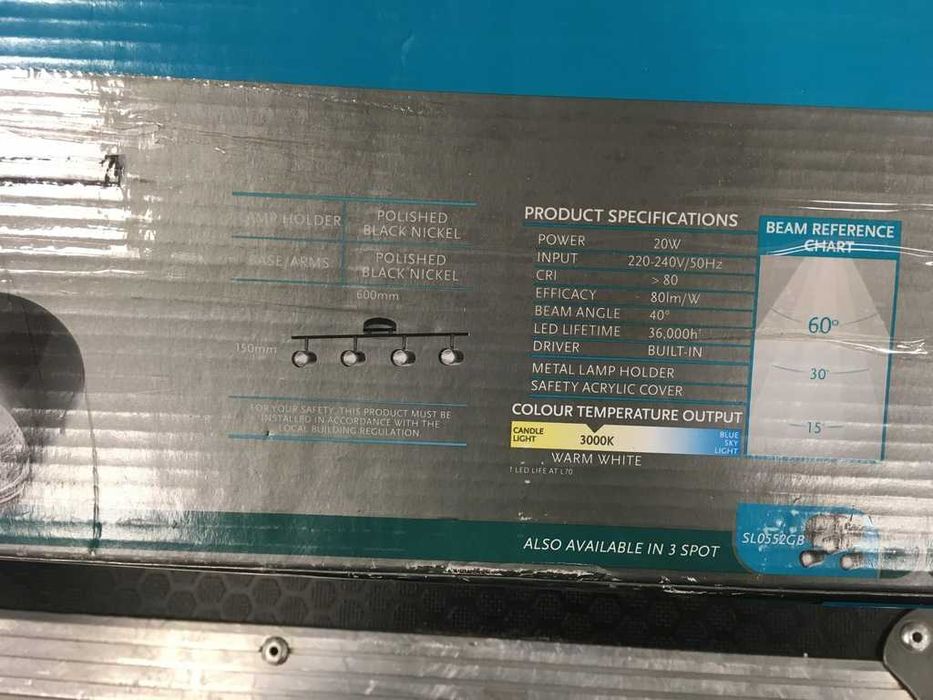 LAMP HOLDER
POLISHED
BLACK NICKEL
BASE/ARMS
POLISHED
BLACK NICKEL
600mm
150mm
FOR YOUR SAFETY, THIS PRODUCT MUST BE
INSTALLED IN ACCORDANCE WITH THE
LOCAL BUILDING REGULATION
PRODUCT SPECIFICATIONS
POWER 20W
INPUT 220-240V/50Hz
CRI > 80
EFFICACY 80lm/W
BEAM ANGLE 40°
LED LIFETIME 36,000h†
DRIVER BUILT-IN
METAL LAMP HOLDER
SAFETY ACRYLIC COVER
COLOUR TEMPERATURE OUTPUT
CANDLE
LIGHT
3000K
BLUE
SKY
LIGHT
WARM WHITE
† LED LIFE AT L70
BEAM REFERENCE
CHART
60°
30°
15°
ALSO AVAILABLE IN 3 SPOT
SL0552GB